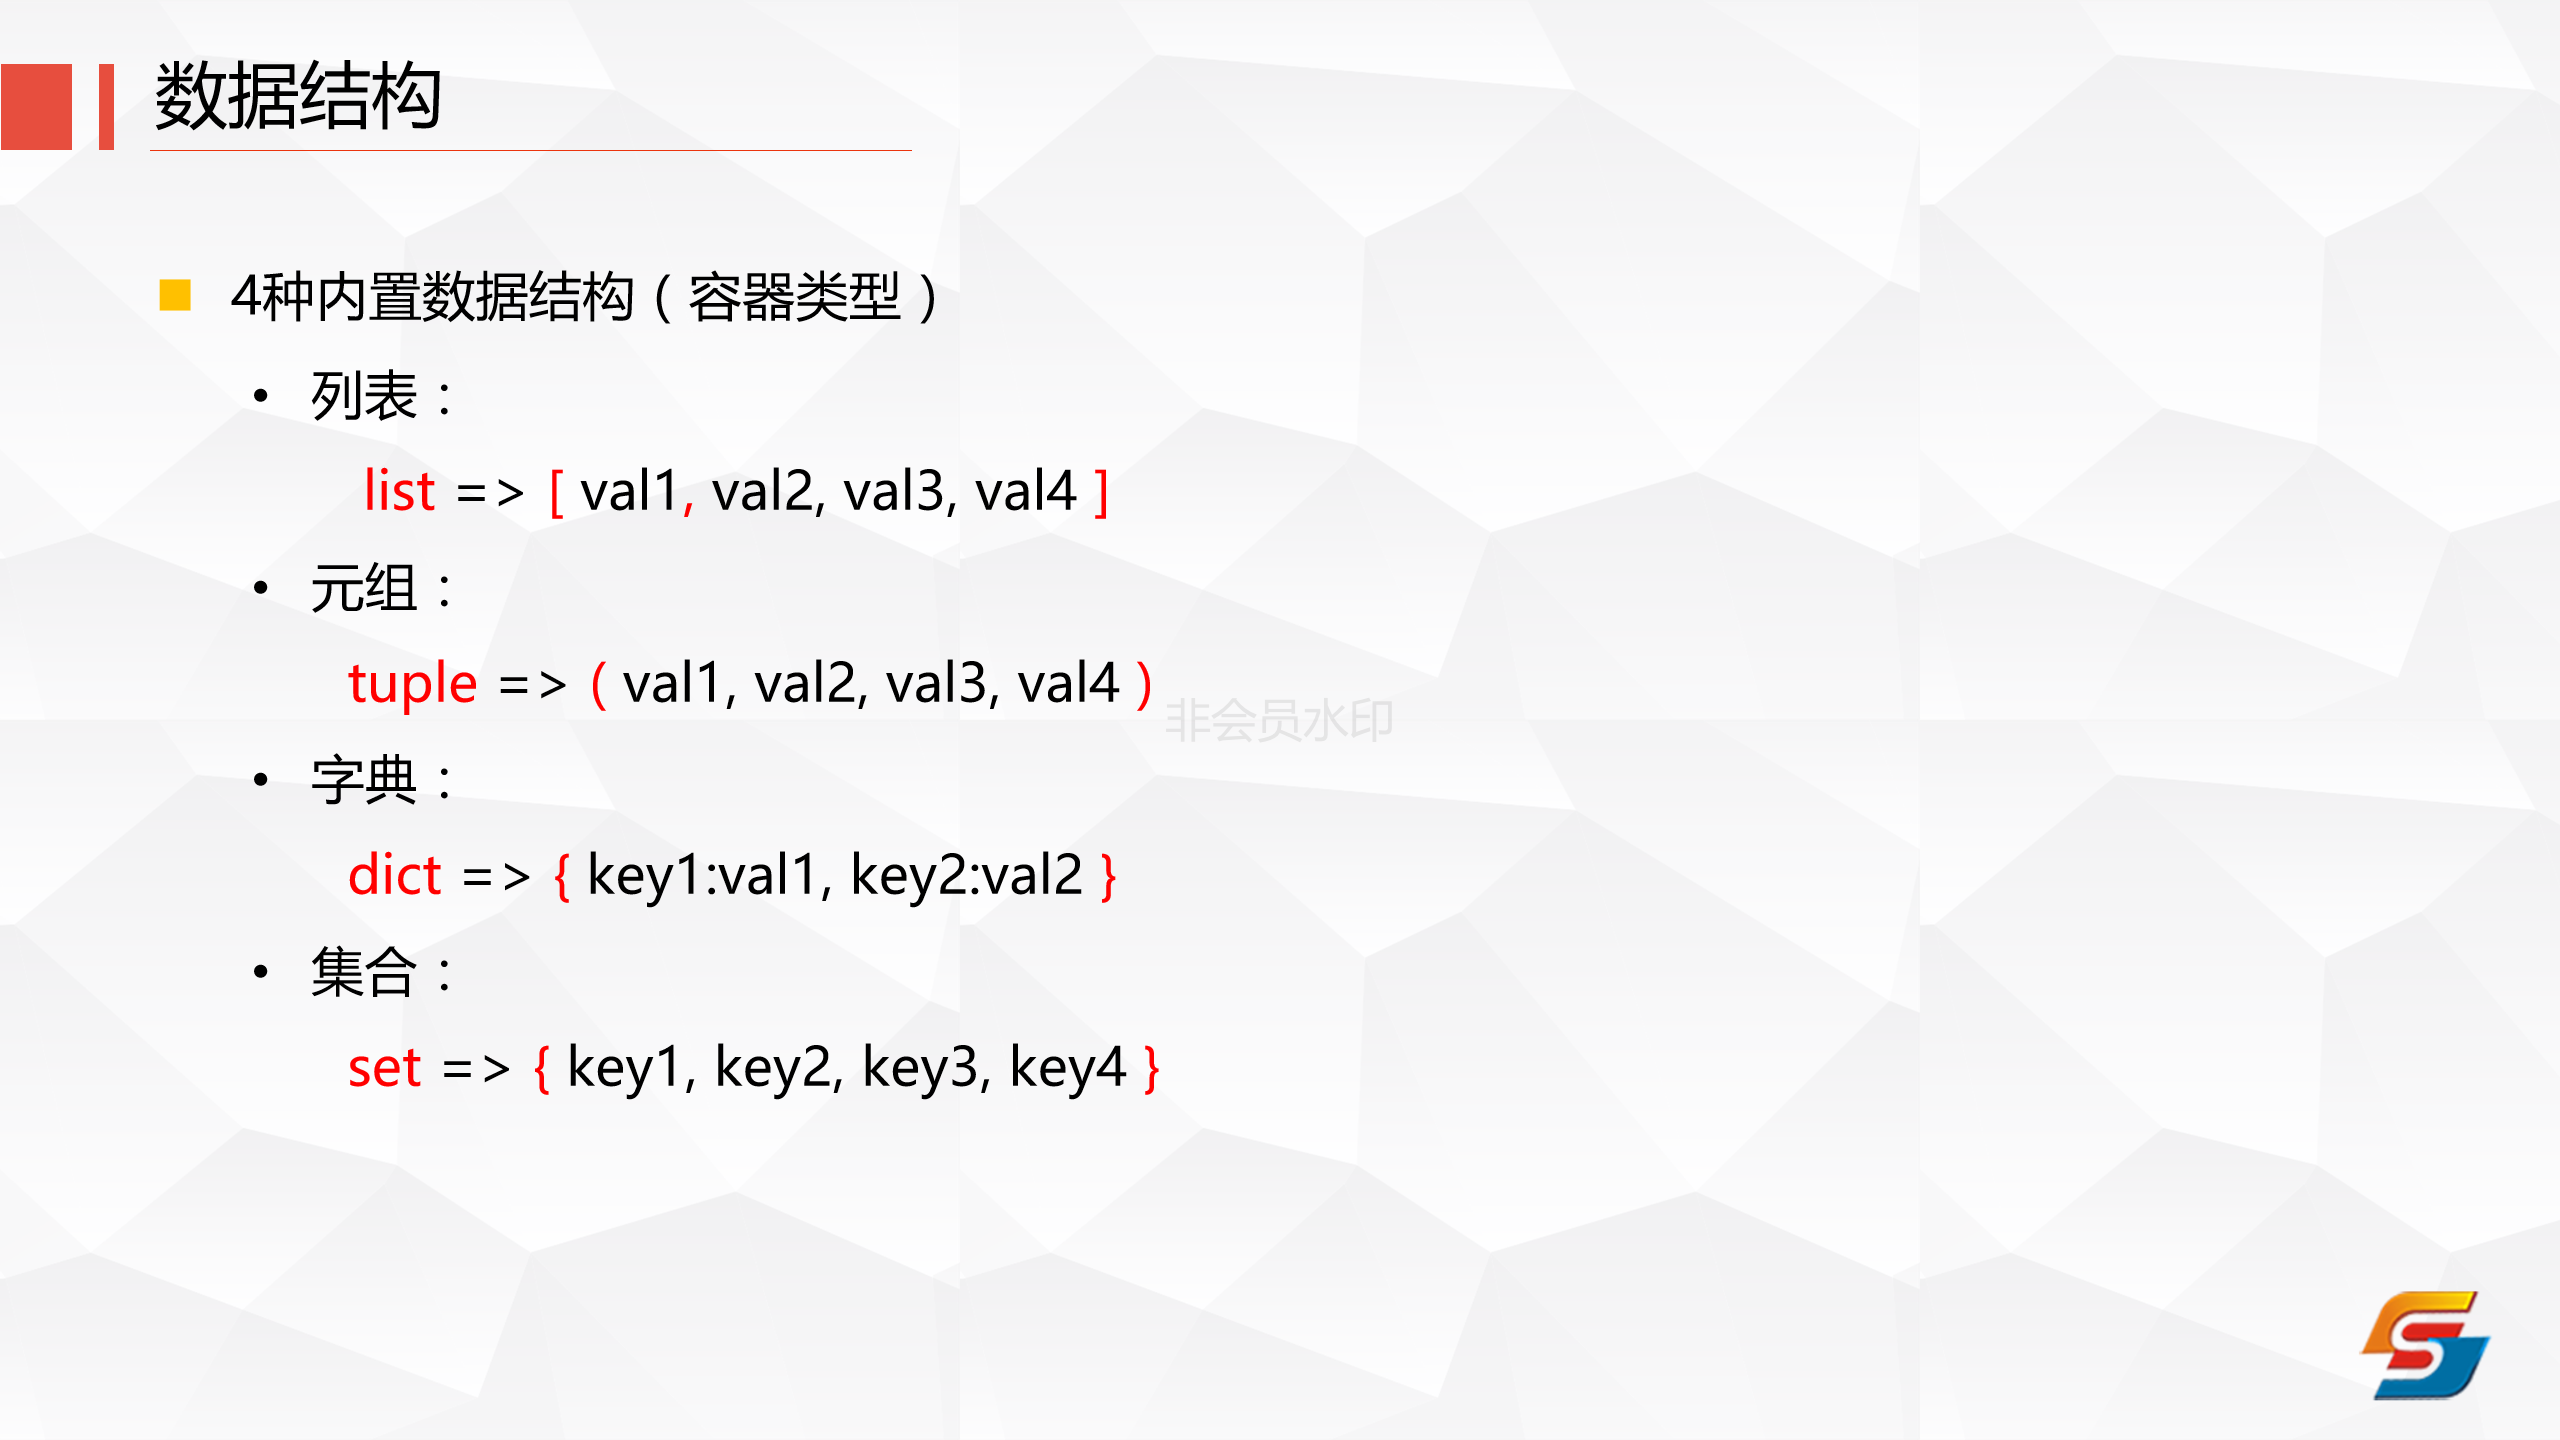 数据结构
4种内置数据结构（容器类型）
• 列表：
list => [ val1, val2, val3, val4 ]
• 元组：
tuple => ( val1, val2, val3, val4 )
非会员水印
• 字典：
dict => { key1:val1, key2:val2 }
• 集合：
set => { key1, key2, key3, key4 }